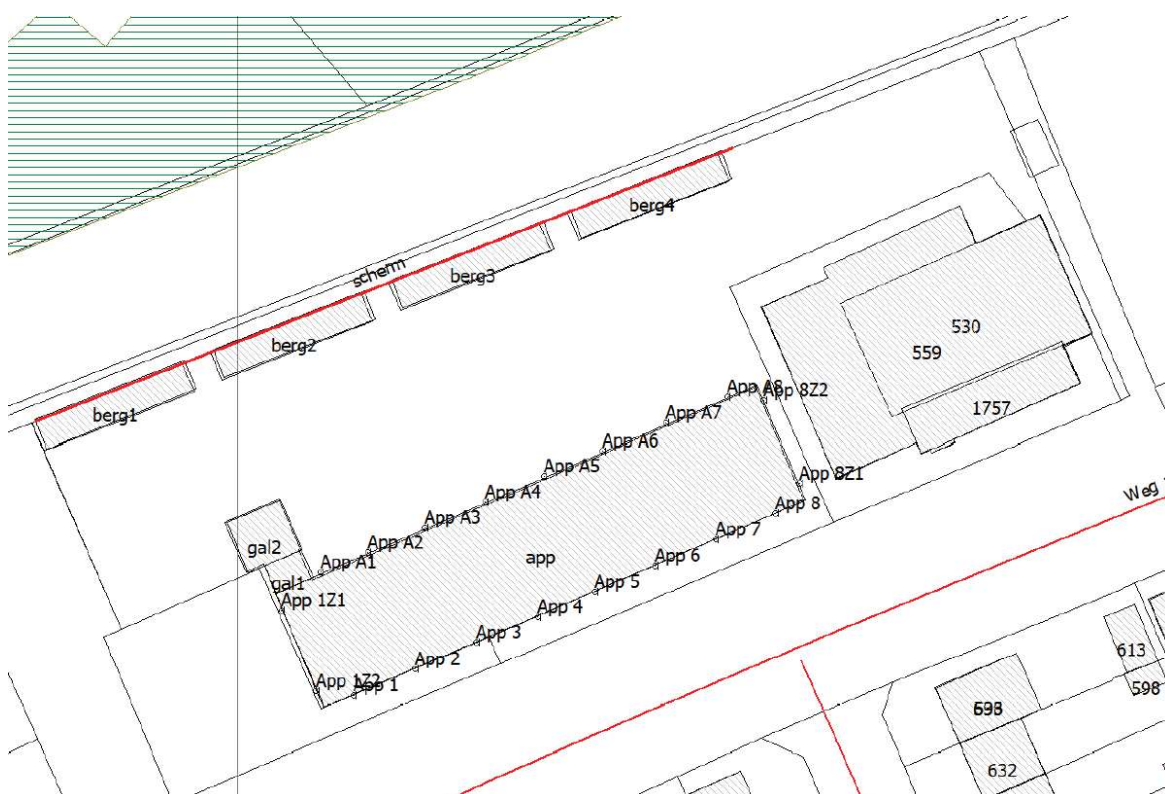 berg4
scherm
berg3
530
berg2
559
App A8
App 8Z2
1757
berg1
App A7
App A6
App A5
App 8Z1
App A4
Weg
App A3
App 8
App A2
App 7
gal2
app
App A1
App 6
gal1
App 5
App 1Z1
App 4
App 3
613
App 2
App 1Z2
App 1
598
632